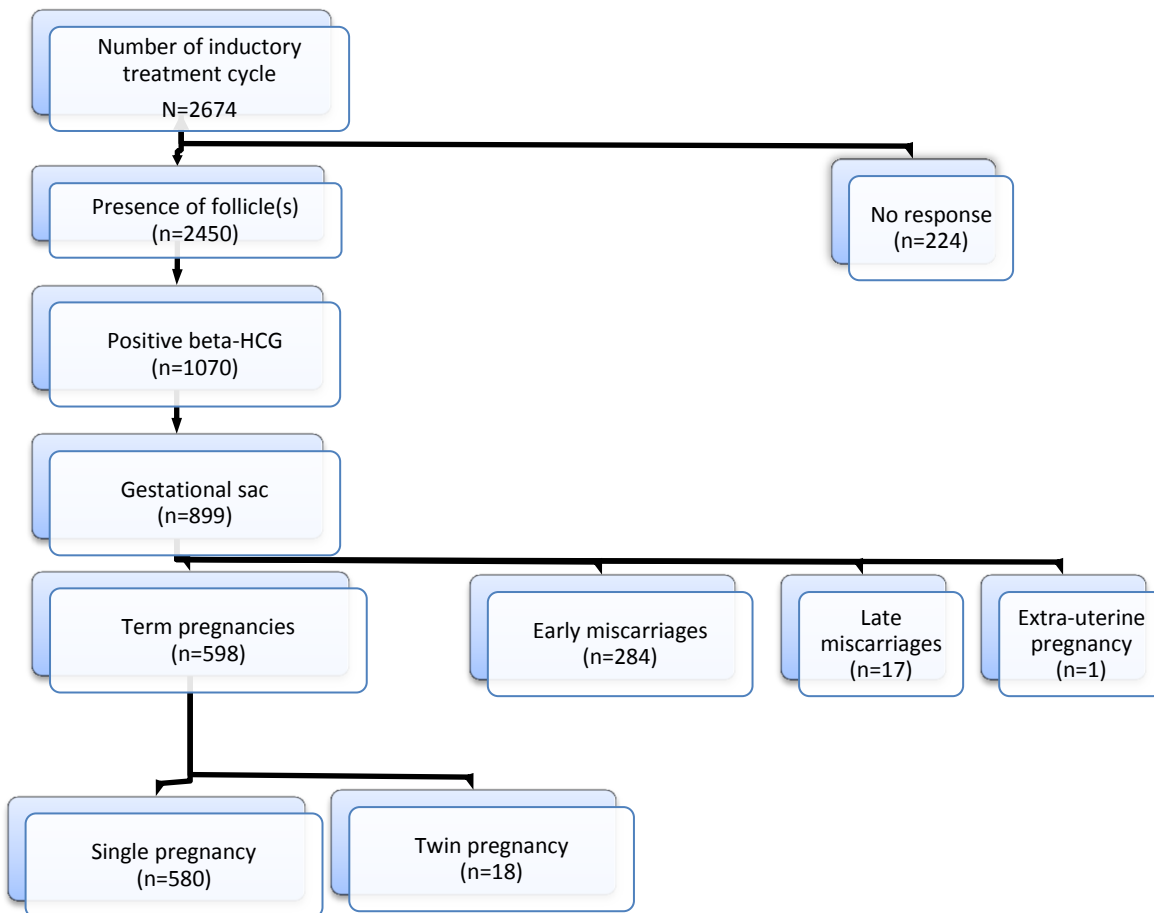 Number of inductory
treatment cycle
N=2674
Presence of follicle(s)
(n=2450)
No response
(n=224)
Positive beta-HCG
(n=1070)
Gestational sac
(n=899)
Term pregnancies
(n=598)
Early miscarriages
(n=284)
Late
miscarriages
(n=17)
Extra-uterine
pregnancy
(n=1)
Single pregnancy
(n=580)
Twin pregnancy
(n=18)